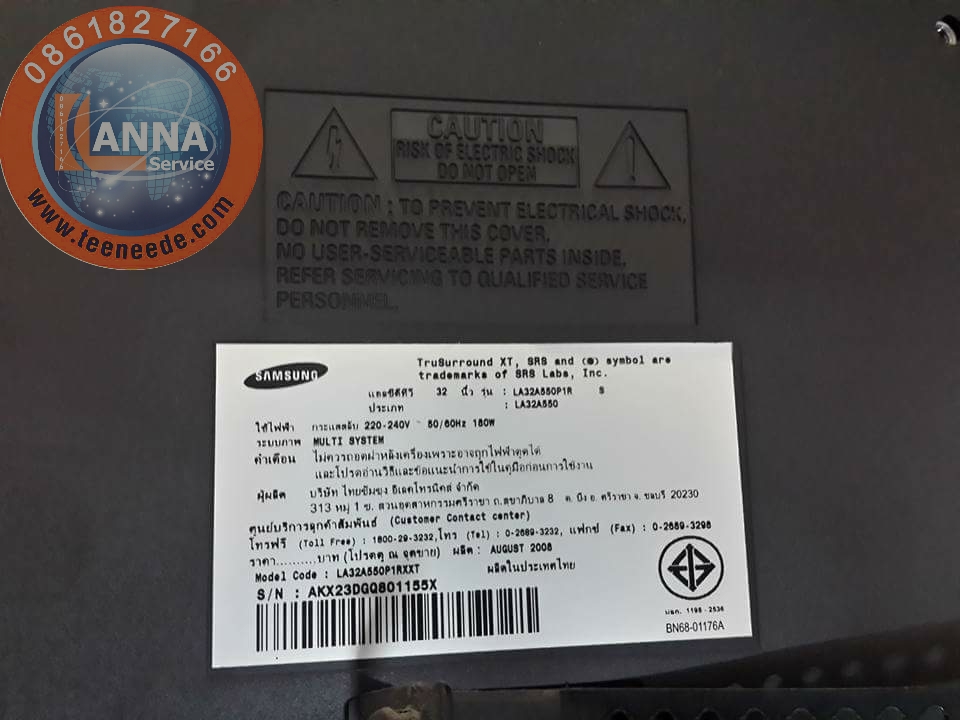 0861827166
LANNA
Service
0861827166
www.teeneede.com
CAUTION
RISK OF ELECTRIC SHOCK
DO NOT OPEN
CAUTION : TO PREVENT ELECTRICAL SHOCK,
DO NOT REMOVE THIS COVER.
NO USER-SERVICEABLE PARTS INSIDE.
REFER SERVICING TO QUALIFIED SERVICE
PERSONNEL.
SAMSUNG
TruSurround XT, SRS and (●) symbol are
trademarks of SRS Labs, Inc.
แอลซีดีทีวี 32 นิ้ว รุ่น : LA32A550P1R S
ประเภท : LA32A550
ใช้ไฟฟ้า กระแสสลับ 220-240V ~ 50/60Hz 180W
ระบบภาพ MULTI SYSTEM
คำเตือน ไม่ควรถอดฝาหลังเครื่องเพราะอาจถูกไฟฟ้าดูดได้
และโปรดอ่านวิธีและข้อแนะนำการใช้ในคู่มือก่อนการใช้งาน
ผู้ผลิต บริษัท ไทยซัมซุง อีเลคโทรนิคส์ จำกัด
313 หมู่ 1 ข. สวนอุตสาหกรรมศรีราชา ถ.สุขาภิบาล 8 ต. บึง อ. ศรีราชา จ. ชลบุรี 20230
ศูนย์บริการลูกค้าสัมพันธ์ (Customer Contact center)
โทรฟรี (Toll Free) : 1800-29-3232,โทร (Tel) : 0-2689-3232, แฟกซ์ (Fax) : 0-2689-3298
ราคา..........บาท (โปรดดู ณ จุดขาย) ผลิต : AUGUST 2008
Model Code : LA32A550P1RXXT ผลิตในประเทศไทย
S/N : AKX23DGQ801155X
มอก. 1195 - 2536
BN68-01176A